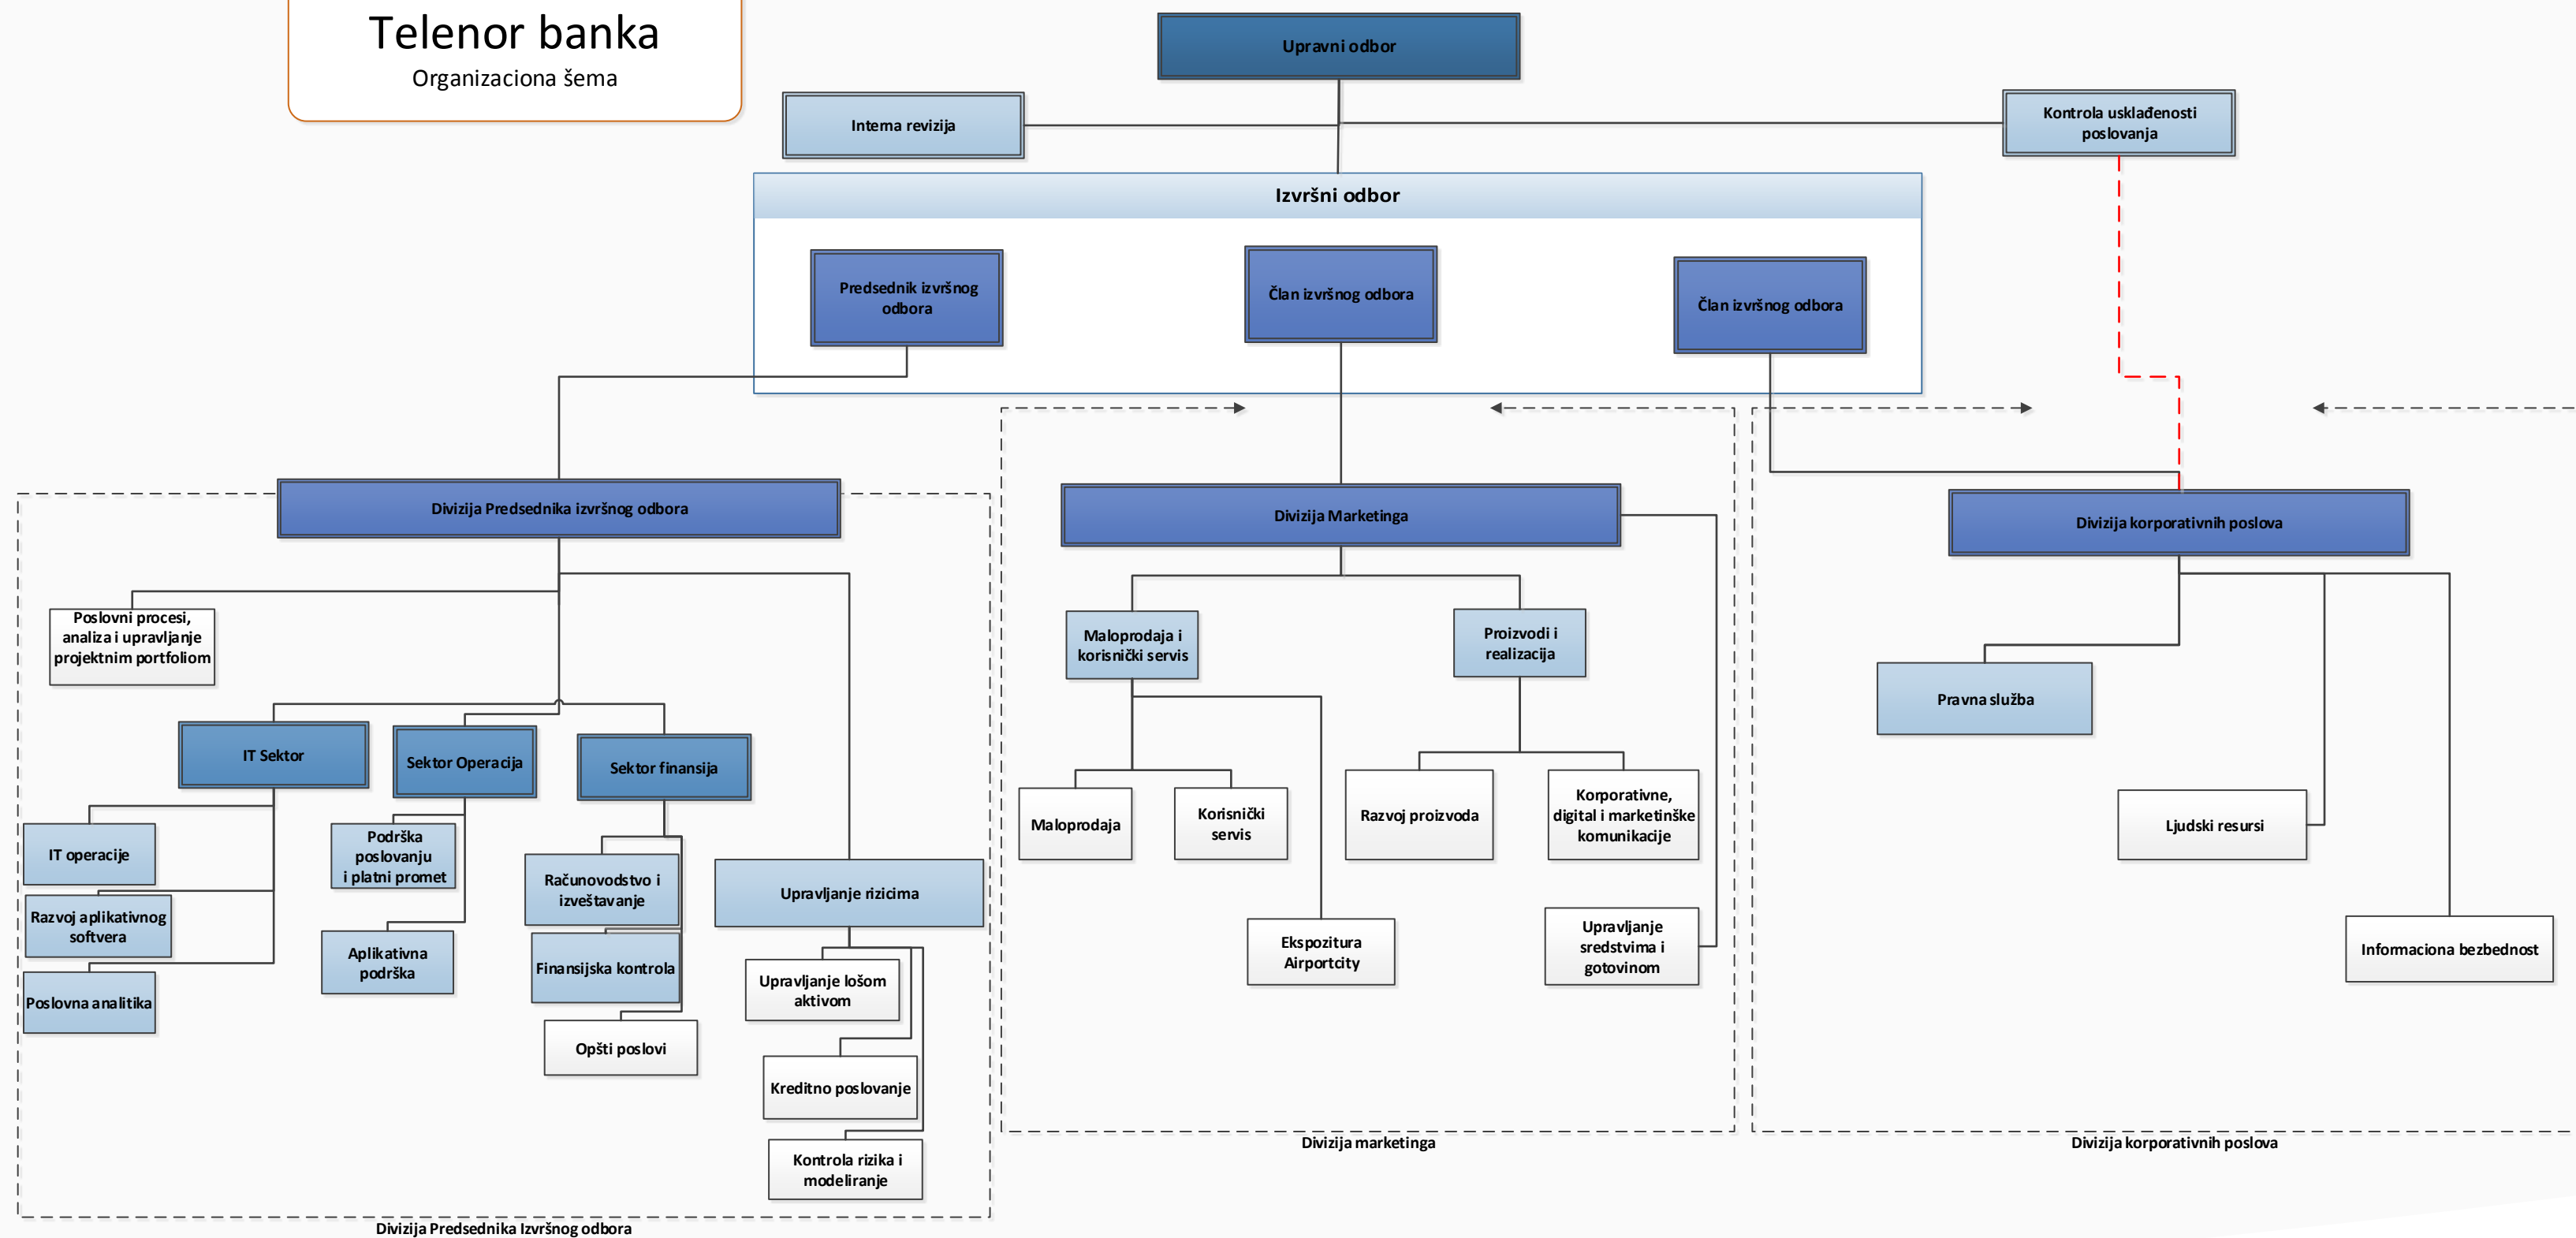 Telenor banka
Organizaciona šema
Upravni odbor
Interna revizija
Kontrola usklađenosti
poslovanja
Izvršni odbor
Predsednik izvršnog
odbora
Član izvršnog odbora
Član izvršnog odbora
Divizija Predsednika izvršnog odbora
Poslovni procesi,
analiza i upravljanje
projektnim portfoliom
IT Sektor
Sektor Operacija
Sektor finansija
IT operacije
Razvoj aplikativnog
softvera
Poslovna analitika
Podrška
poslovanju
i platni promet
Aplikativna
podrška
Računovodstvo i
izveštavanje
Finansijska kontrola
Opšti poslovi
Upravljanje rizicima
Upravljanje lošom
aktivom
Kreditno poslovanje
Kontrola rizika i
modeliranje
Divizija Predsednika Izvršnog odbora
Divizija Marketinga
Maloprodaja i
korisnički servis
Proizvodi i
realizacija
Maloprodaja
Korisnički
servis
Razvoj proizvoda
Korporativne,
digital i marketinške
komunikacije
Ekspozitura
Airportcity
Upravljanje
sredstvima i
gotovinom
Divizija marketinga
Divizija korporativnih poslova
Pravna služba
Ljudski resursi
Informaciona bezbednost
Divizija korporativnih poslova